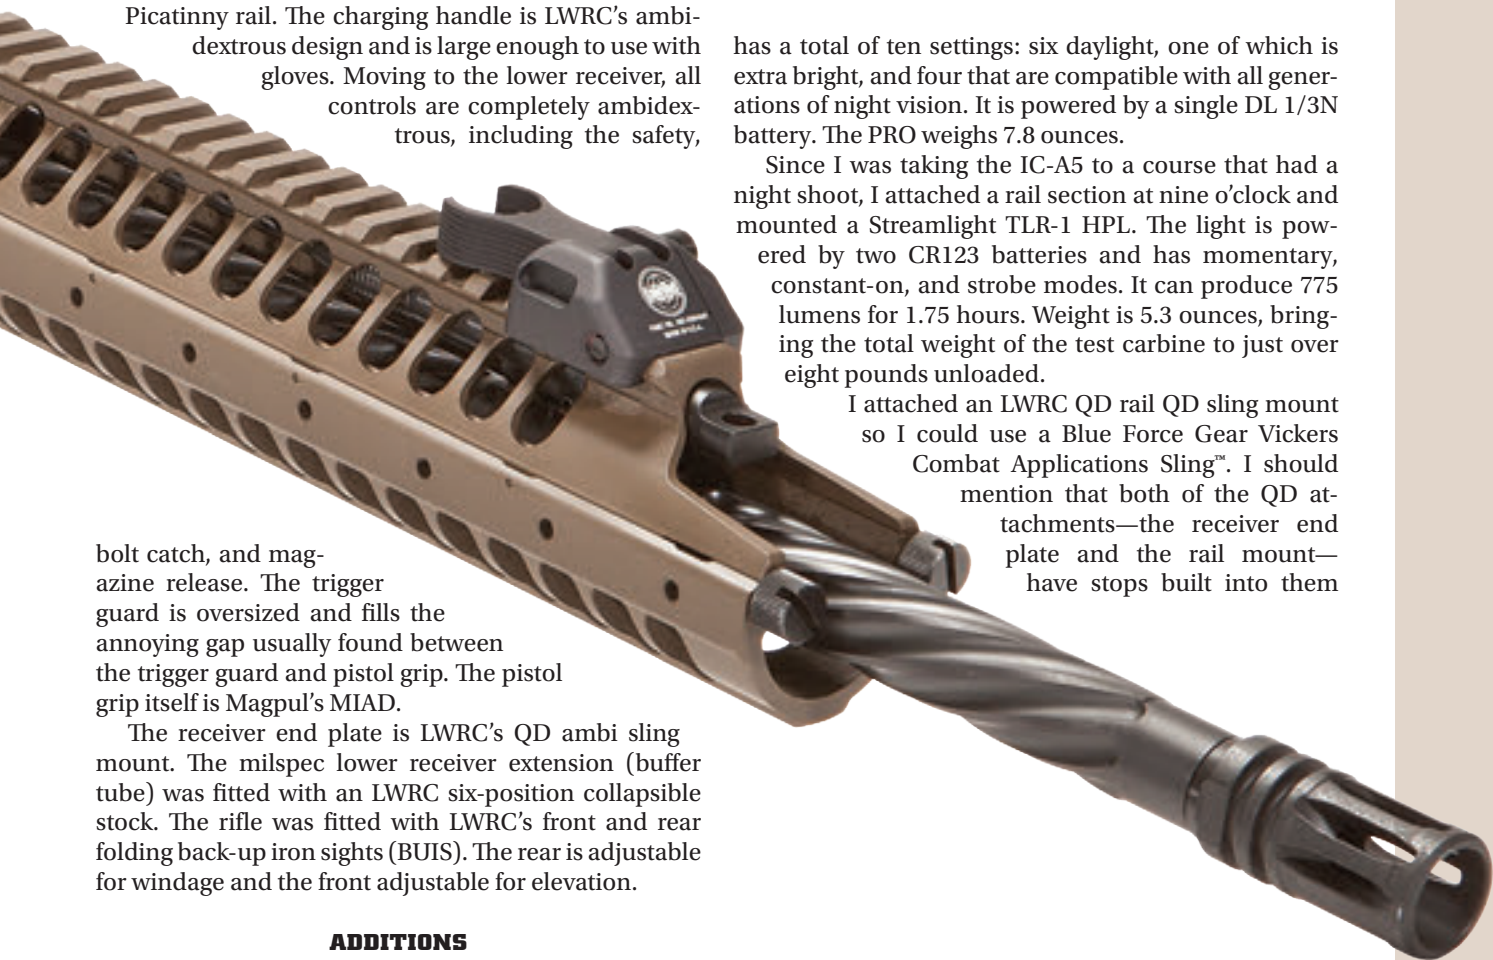 Picatinny rail. The charging handle is LWRC’s ambi-
dextrous design and is large enough to use with
gloves. Moving to the lower receiver, all
controls are completely ambidex-
trous, including the safety,
bolt catch, and mag-
azine release. The trigger
guard is oversized and fills the
annoying gap usually found between
the trigger guard and pistol grip. The pistol
grip itself is Magpul’s MIAD.
The receiver end plate is LWRC’s QD ambi sling
mount. The milspec lower receiver extension (buffer
tube) was fitted with an LWRC six-position collapsible
stock. The rifle was fitted with LWRC’s front and rear
folding back-up iron sights (BUIS). The rear is adjustable
for windage and the front adjustable for elevation.
ADDITIONS
has a total of ten settings: six daylight, one of which is
extra bright, and four that are compatible with all gener-
ations of night vision. It is powered by a single DL 1/3N
battery. The PRO weighs 7.8 ounces.
Since I was taking the IC-A5 to a course that had a
night shoot, I attached a rail section at nine o’clock and
mounted a Streamlight TLR-1 HPL. The light is pow-
ered by two CR123 batteries and has momentary,
constant-on, and strobe modes. It can produce 775
lumens for 1.75 hours. Weight is 5.3 ounces, bring-
ing the total weight of the test carbine to just over
eight pounds unloaded.
I attached an LWRC QD rail QD sling mount
so I could use a Blue Force Gear Vickers
Combat Applications Sling™. I should
mention that both of the QD at-
tachments—the receiver end
plate and the rail mount—
have stops built into them